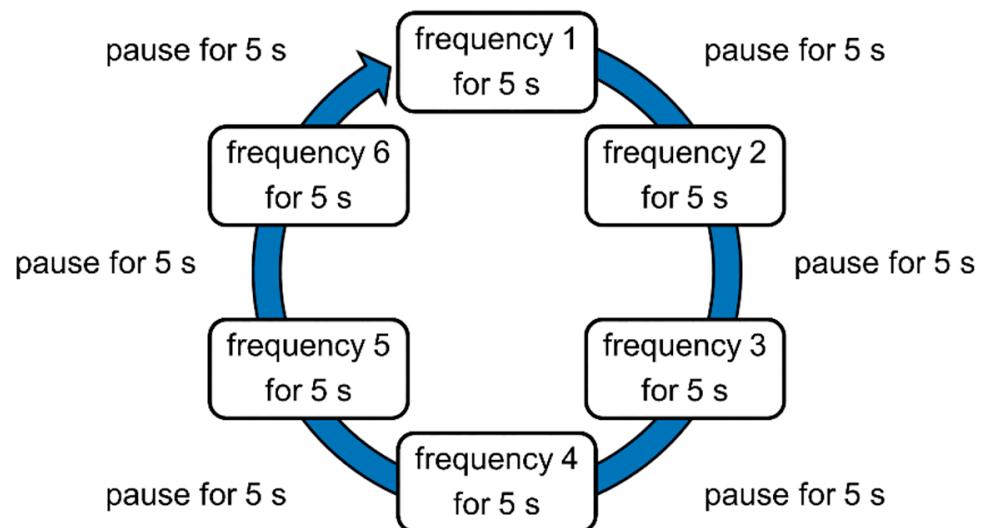 frequency 1
for 5 s
pause for 5 s
frequency 2
for 5 s
pause for 5 s
frequency 3
for 5 s
pause for 5 s
frequency 4
for 5 s
pause for 5 s
frequency 5
for 5 s
pause for 5 s
frequency 6
for 5 s
pause for 5 s